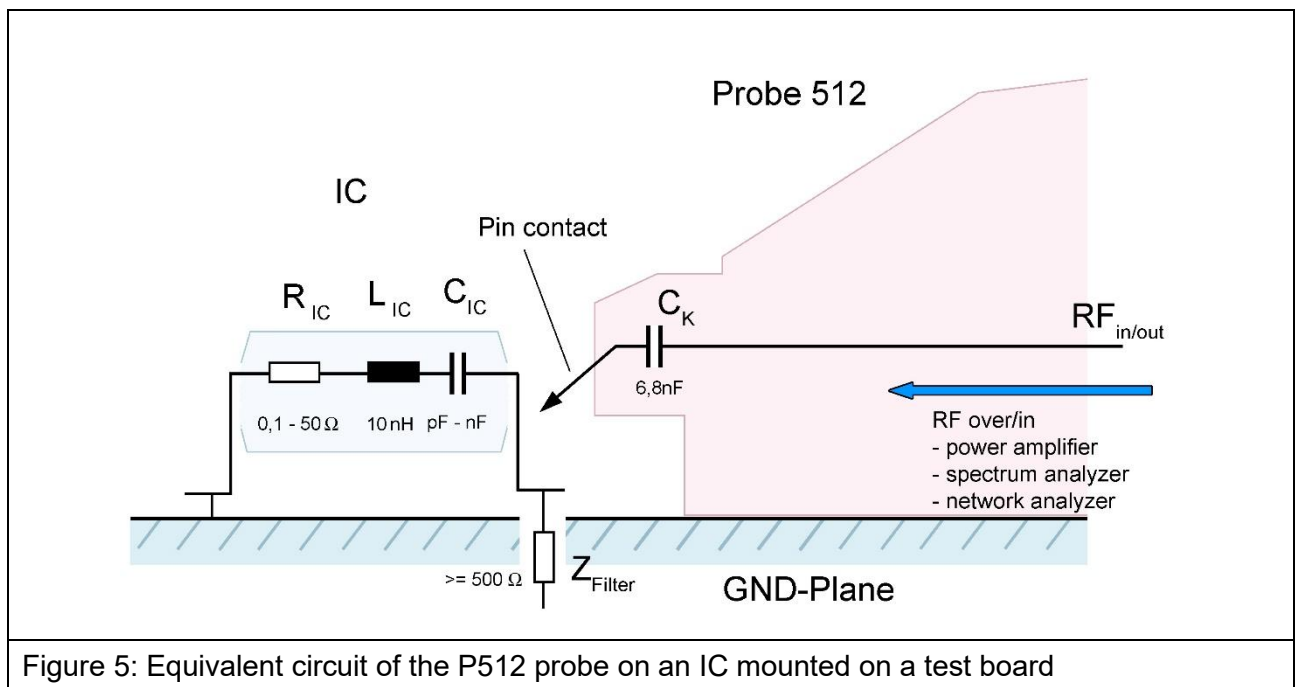 Probe 512
IC
Pin contact
R IC
L IC
C IC
C K
RF in/out
0,1 - 50 Ω
10 nH
pF - nF
6,8nF
RF over/in
- power amplifier
- spectrum analyzer
- network analyzer
>= 500 Ω
Z Filter
GND-Plane
Figure 5: Equivalent circuit of the P512 probe on an IC mounted on a test board